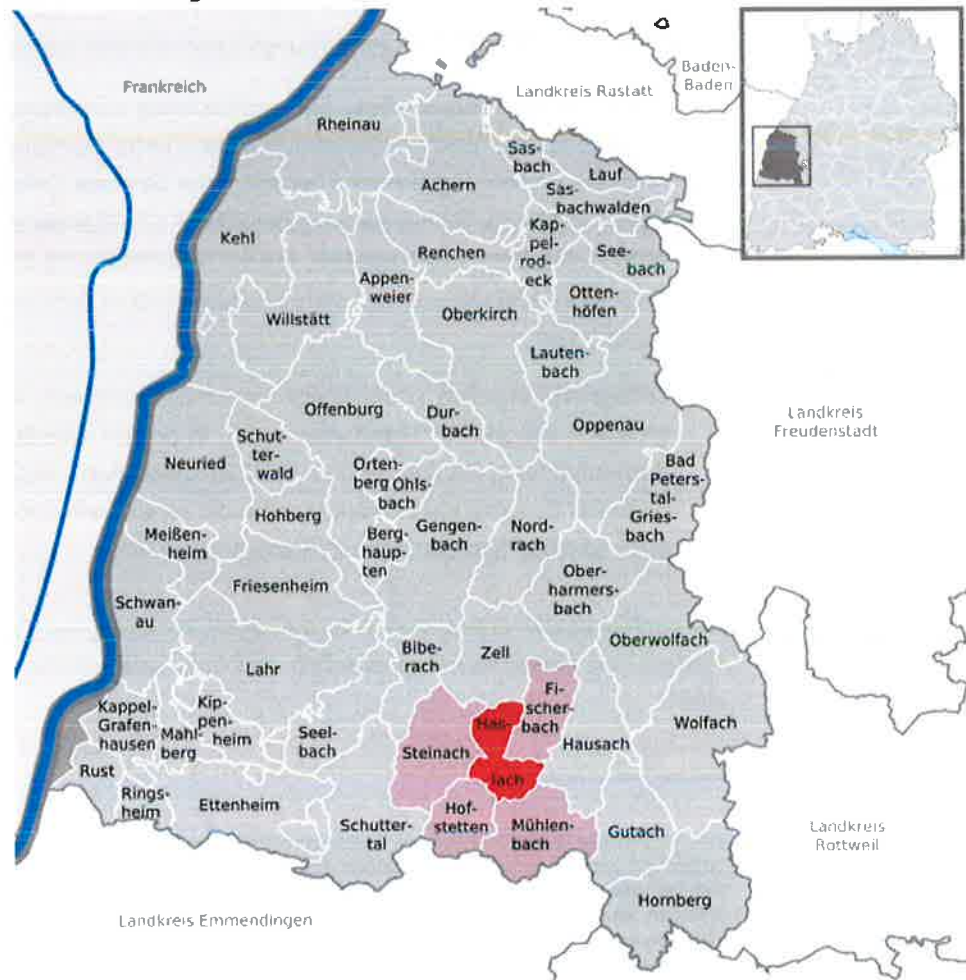 Frankreich
Landkreis Rastatt
Baden-
Baden
Rheinau
Sas-
bach
Lauf
Achern
Sas-
bachwalden
Kehl
Renchen
Kap-
pel-
rod-
eck
See-
bach
Appen-
weier
Otten-
höfen
Willstätt
Oberkirch
Lauten-
bach
Offenburg
Dur-
bach
Oppenau
Landkreis
Freudenstadt
Schut-
ter-
wald
Neuried
Orten-
berg
Ohls-
bach
Bad
Peters-
tal-
Gries-
bach
Hohberg
Meißen-
heim
Berg-
haup-
ten
Gengen-
bach
Nord-
rach
Friesenheim
Ober-
harmers-
bach
Schwan-
au
Oberwolfach
Bibe-
rach
Zell
Lahr
Fi-
scher-
bach
Kappel-
Grafen-
hausen
Kip-
pen-
heim
Mahl-
berg
Seel-
bach
Has-
lach
Steinach
Hausach
Wolfach
Rust
Rings-
heim
Ettenheim
Hof-
stetten
Mühlen-
bach
Schutter-
tal
Gutach
Landkreis
Rottweil
Hornberg
Landkreis Emmendingen